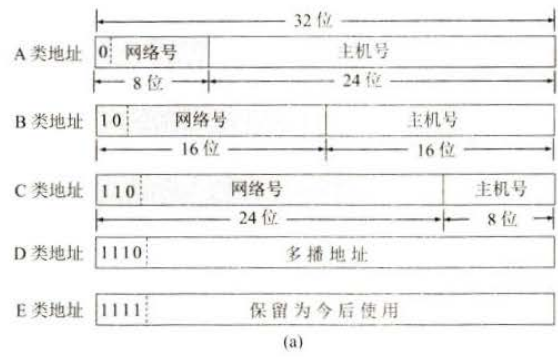 32 位
A 类地址 0 网络号 主机号
8 位 24 位
B 类地址 10 网络号 主机号
16 位 16 位
C 类地址 110 网络号 主机号
24 位 8 位
D 类地址 1110 多播地址
E 类地址 1111 保留为今后使用
(a)